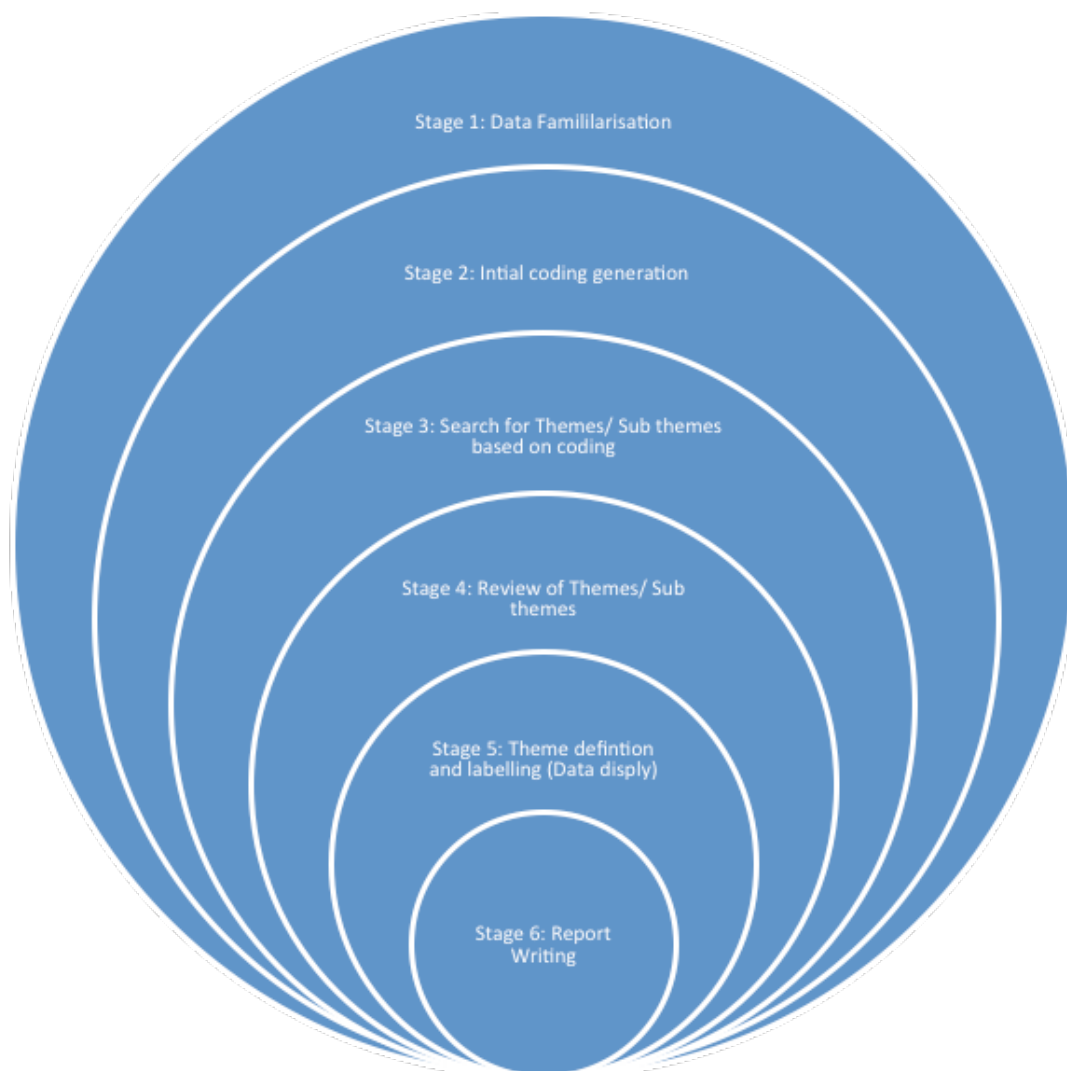 Stage 1: Data Famililarisation
Stage 2: Intial coding generation
Stage 3: Search for Themes/ Sub themes
based on coding
Stage 4: Review of Themes/ Sub
themes
Stage 5: Theme defintion
and labelling (Data disply)
Stage 6: Report
Writing